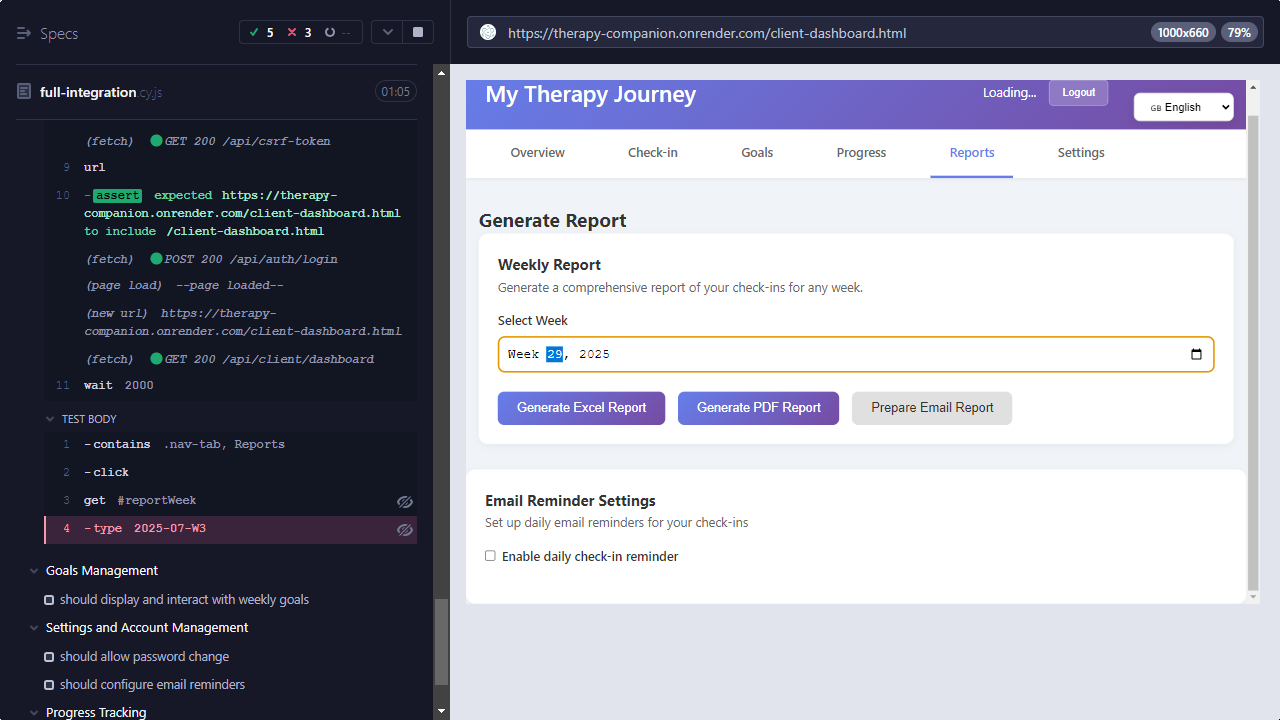 Specs
5
3
--
full-integration cy.js
01:05
(fetch) GET 200 /api/csrf-token
9 url
10 -assert expected https://therapy-
companion.onrender.com/client-dashboard.html
to include /client-dashboard.html
(fetch) POST 200 /api/auth/login
(page load) --page loaded--
(new url) https://therapy-
companion.onrender.com/client-dashboard.html
(fetch) GET 200 /api/client/dashboard
11 wait 2000
TEST BODY
1 -contains .nav-tab, Reports
2 -click
3 get #reportWeek
4 -type 2025-07-W3
Goals Management
should display and interact with weekly goals
Settings and Account Management
should allow password change
should configure email reminders
Progress Tracking
https://therapy-companion.onrender.com/client-dashboard.html
1000x660
79%
My Therapy Journey
Loading...
Logout
GB English
Overview
Check-in
Goals
Progress
Reports
Settings
Generate Report
Weekly Report
Generate a comprehensive report of your check-ins for any week.
Select Week
Week 29, 2025
Generate Excel Report
Generate PDF Report
Prepare Email Report
Email Reminder Settings
Set up daily email reminders for your check-ins
Enable daily check-in reminder